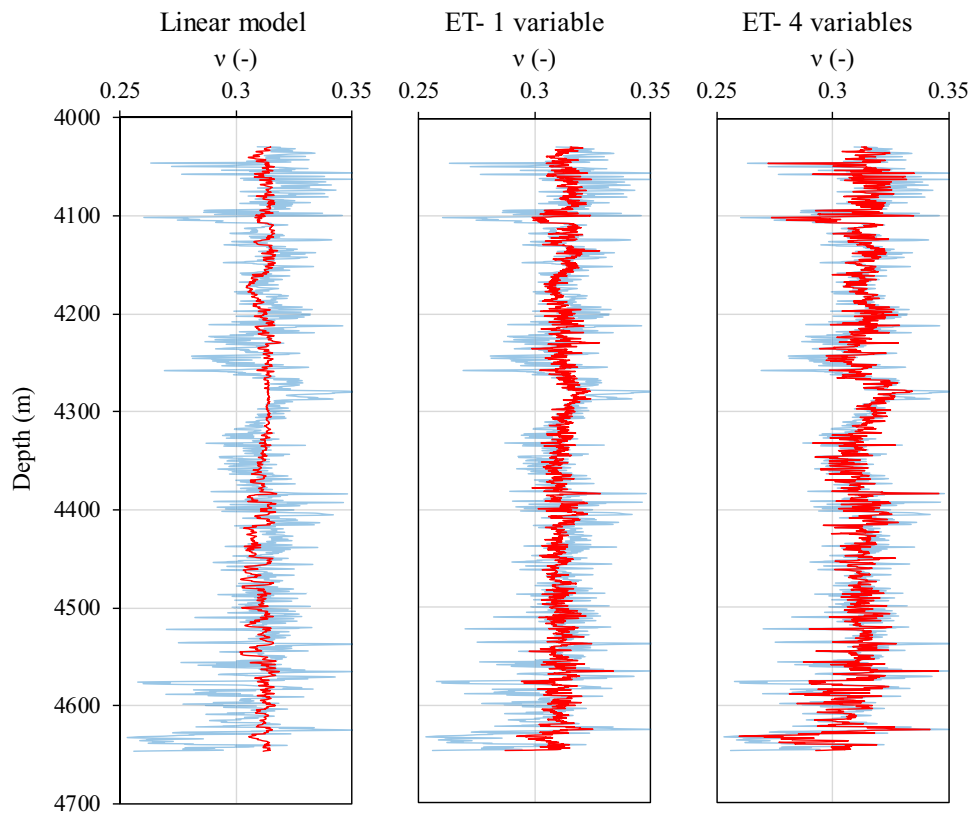 Linear model ET- 1 variable ET- 4 variables
ν (-) ν (-) ν (-)
0.25 0.3 0.35 0.25 0.3 0.35 0.25 0.3 0.35
4000
4100
4200
4300
4400
4500
4600
4700
Depth (m)